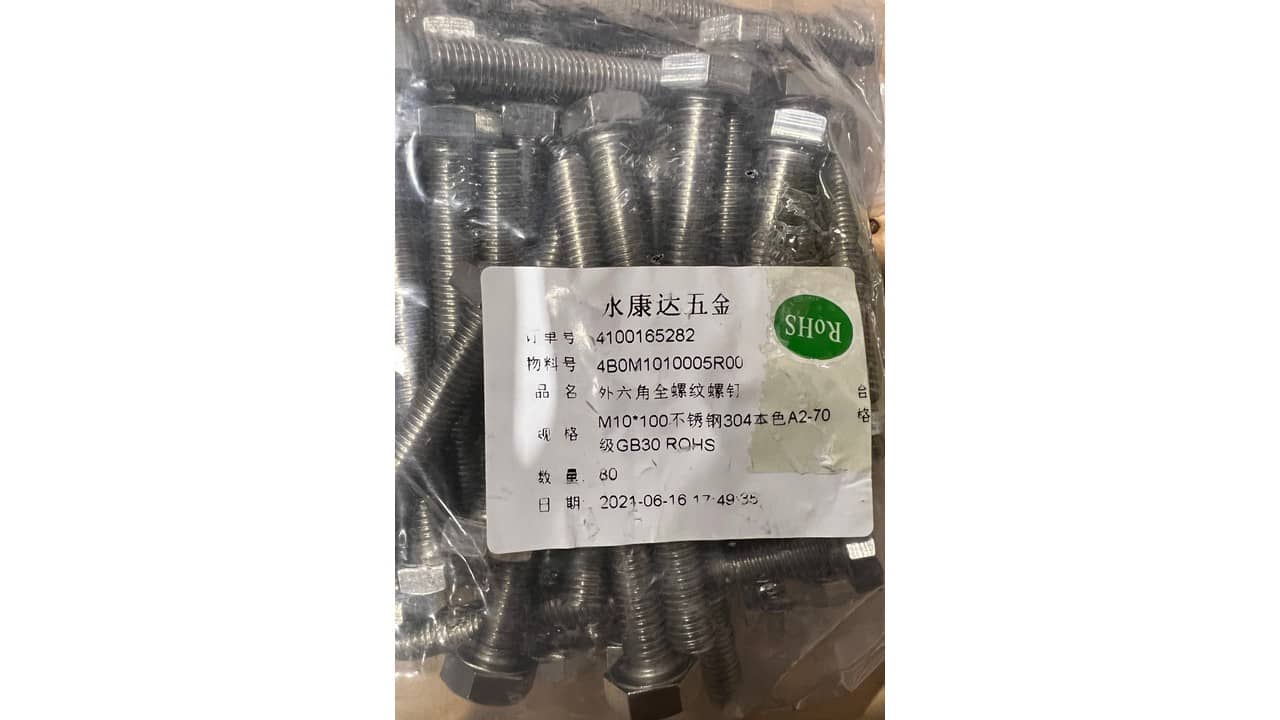 永康达五金
RoHS
订单号 4100165282
物料号 4B0M1010005R00
品名 外六角全螺纹螺钉
规格 M10*100不锈钢304本色A2-70
级GB30 ROHS
格
数量 80
日期 2021-06-16 17:49:35